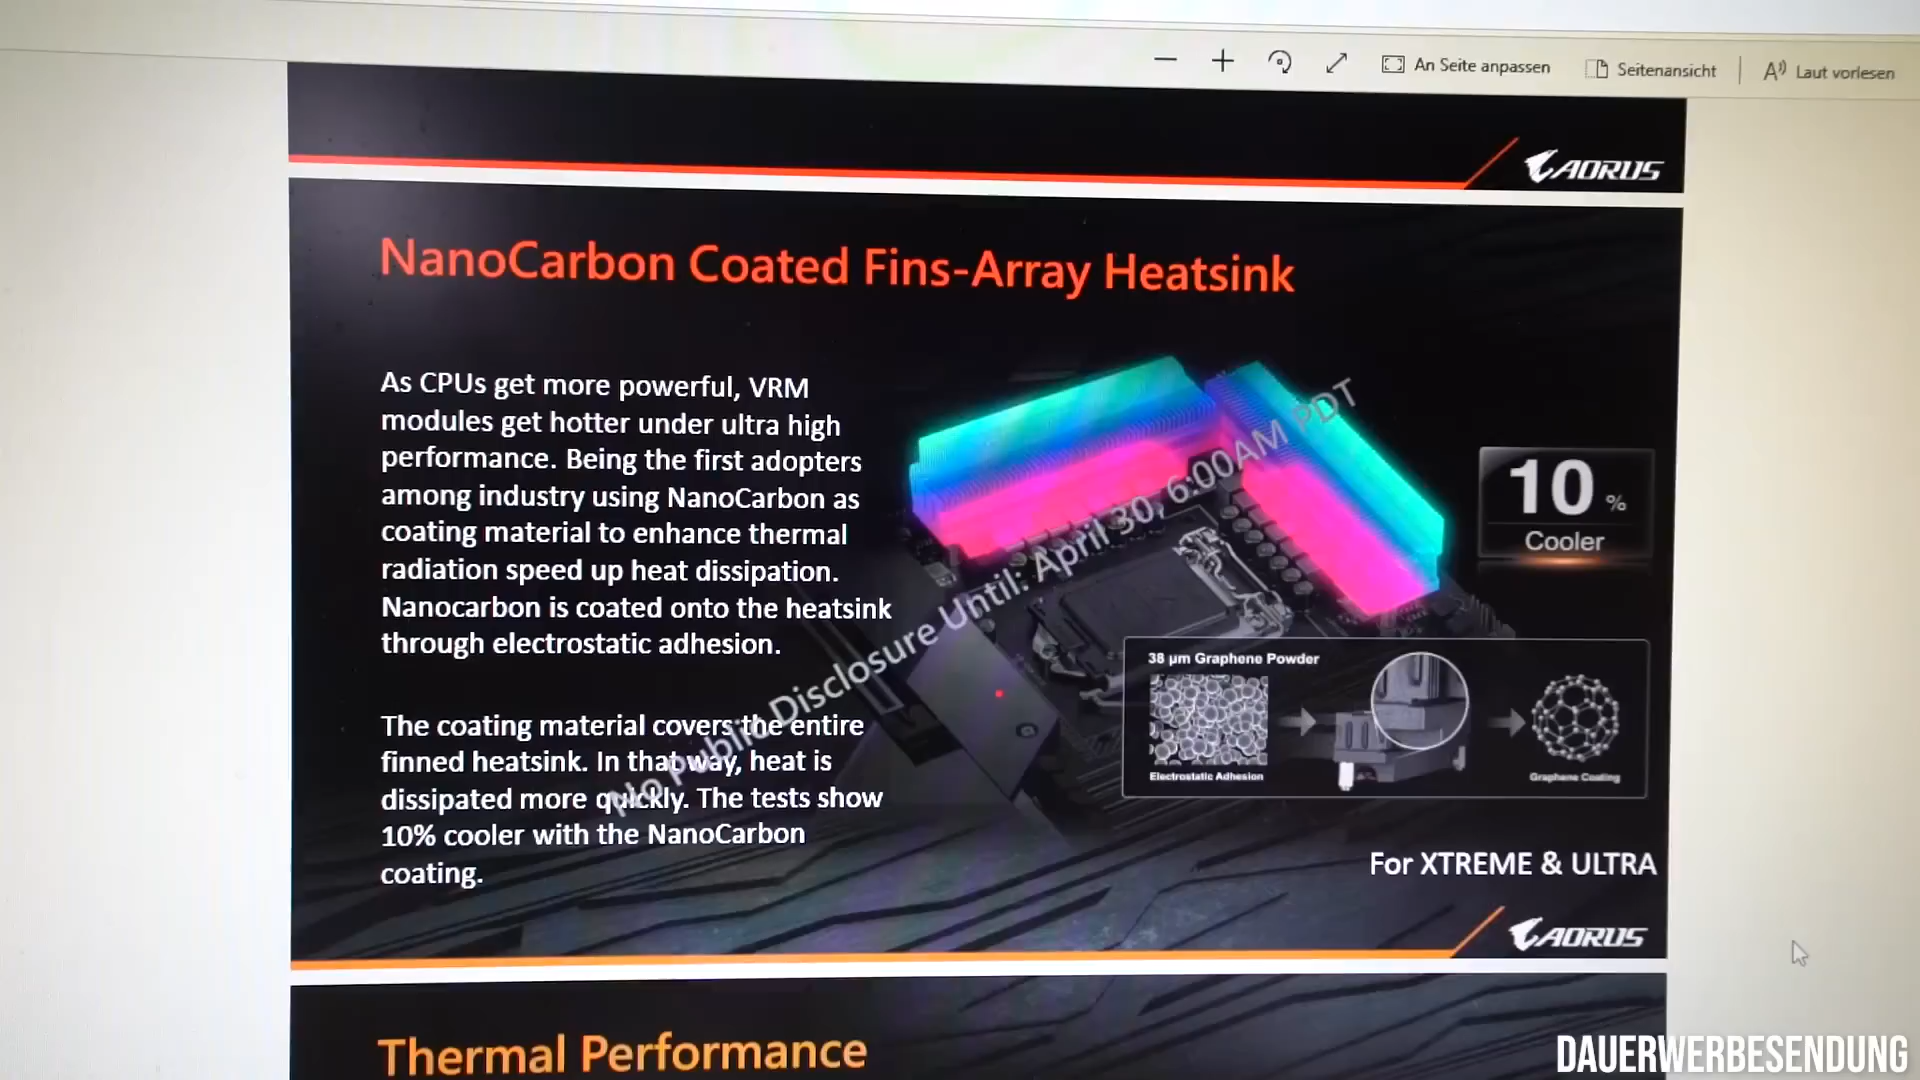 An Seite anpassen
Seitenansicht
Laut vorlesen
AORUS
NanoCarbon Coated Fins-Array Heatsink
As CPUs get more powerful, VRM
modules get hotter under ultra high
performance. Being the first adopters
among industry using NanoCarbon as
coating material to enhance thermal
radiation speed up heat dissipation.
Nanocarbon is coated onto the heatsink
through electrostatic adhesion.
The coating material covers the entire
finned heatsink. In that way, heat is
dissipated more quickly. The tests show
10% cooler with the NanoCarbon
coating.
No Public Disclosure Until: April 30, 6:00AM PDT
10 %
Cooler
38 µm Graphene Powder
Electrostatic Adhesion
Graphene Coating
For XTREME & ULTRA
AORUS
Thermal Performance
DAUERWERBESENDUNG